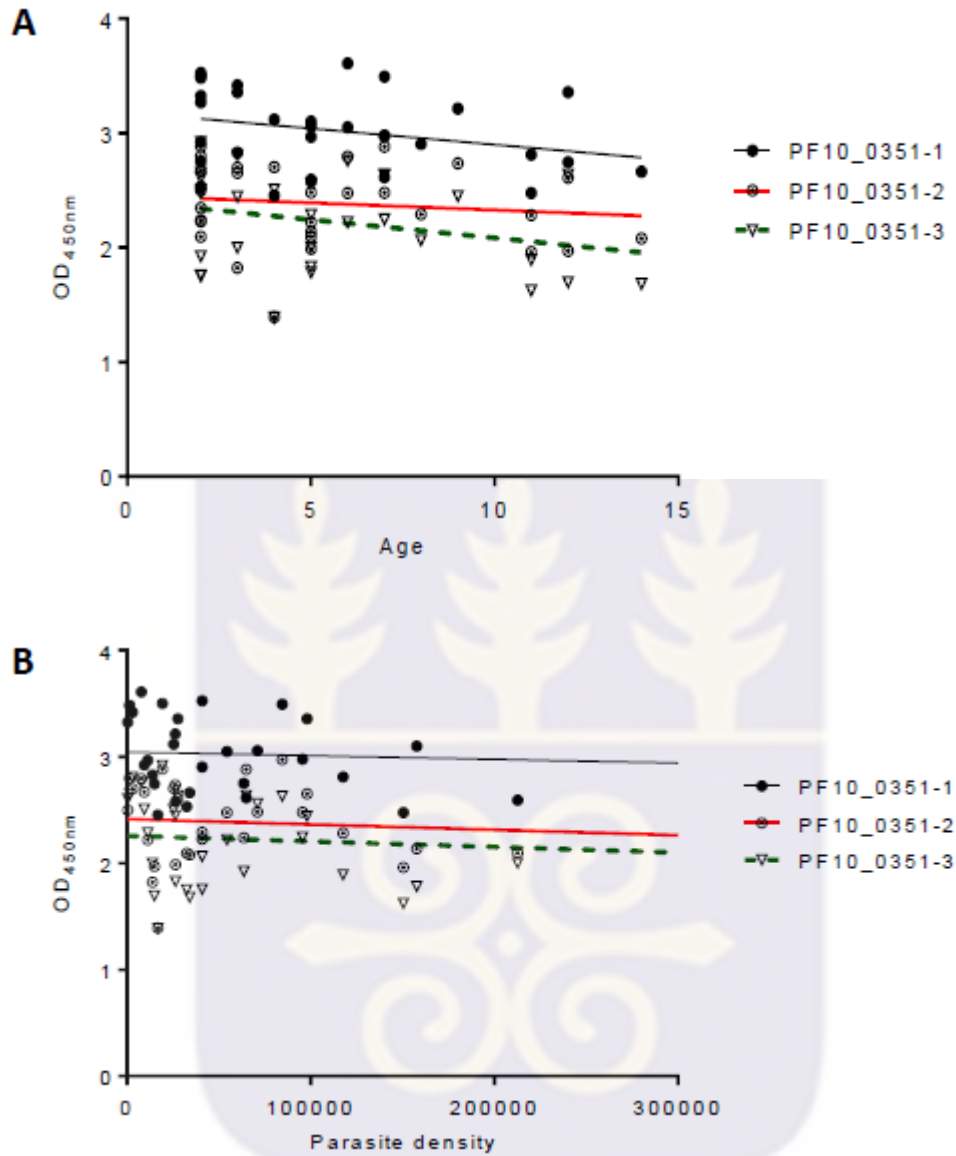 A
4
3
2
1
0
OD450nm
0 5 10 15
Age
PF10_0351-1
PF10_0351-2
PF10_0351-3
B
4
3
2
1
0
OD450nm
0 100000 200000 300000
Parasite density
PF10_0351-1
PF10_0351-2
PF10_0351-3